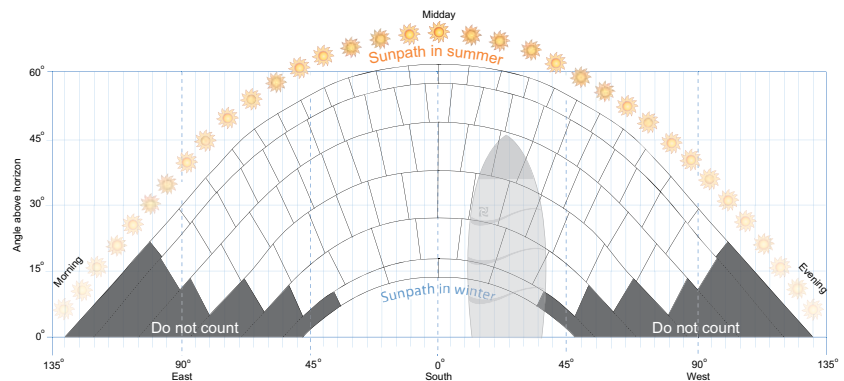 Midday
Sunpath in summer
60°
45°
30°
15°
0°
Angle above horizon
Morning
Evening
Sunpath in winter
Do not count
Do not count
135°
90°
45°
0°
45°
90°
135°
East
South
West